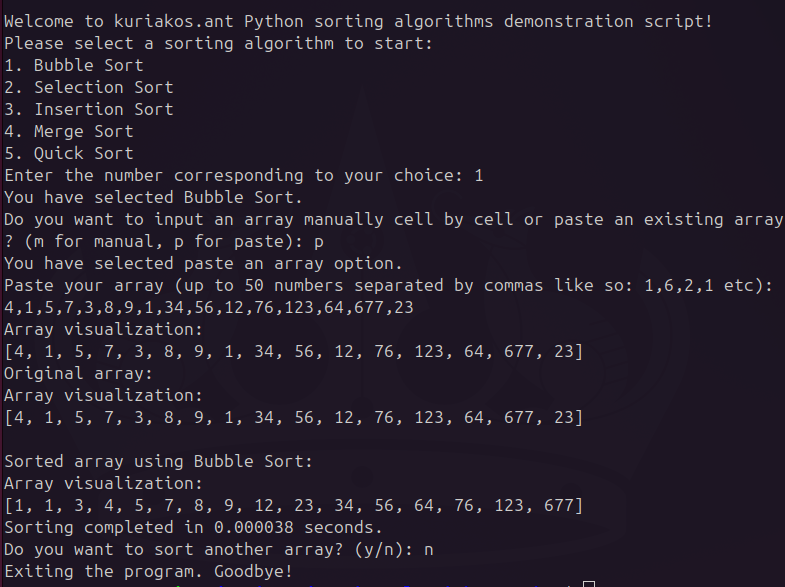 Welcome to kuriakos.ant Python sorting algorithms demonstration script!
Please select a sorting algorithm to start:
1. Bubble Sort
2. Selection Sort
3. Insertion Sort
4. Merge Sort
5. Quick Sort
Enter the number corresponding to your choice: 1
You have selected Bubble Sort.
Do you want to input an array manually cell by cell or paste an existing array
? (m for manual, p for paste): p
You have selected paste an array option.
Paste your array (up to 50 numbers separated by commas like so: 1,6,2,1 etc):
4,1,5,7,3,8,9,1,34,56,12,76,123,64,677,23
Array visualization:
[4, 1, 5, 7, 3, 8, 9, 1, 34, 56, 12, 76, 123, 64, 677, 23]
Original array:
Array visualization:
[4, 1, 5, 7, 3, 8, 9, 1, 34, 56, 12, 76, 123, 64, 677, 23]
Sorted array using Bubble Sort:
Array visualization:
[1, 1, 3, 4, 5, 7, 8, 9, 12, 23, 34, 56, 64, 76, 123, 677]
Sorting completed in 0.000038 seconds.
Do you want to sort another array? (y/n): n
Exiting the program. Goodbye!